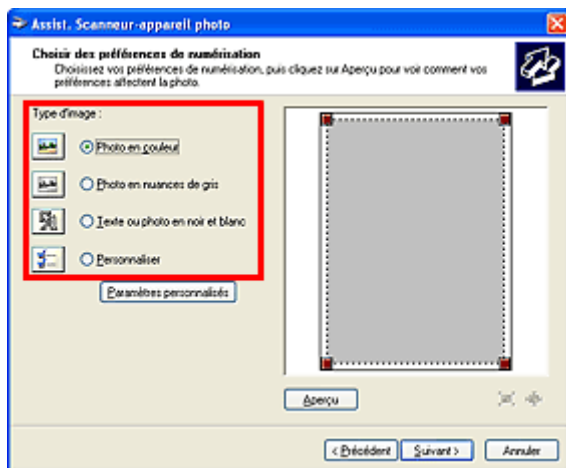 Assist. Scanneur-appareil photo
Choisir des préférences de numérisation
Choisissez vos préférences de numérisation, puis cliquez sur Aperçu pour voir comment vos
préférences affectent la photo.
Type d'image :
Photo en couleur
Photo en nuances de gris
Texte ou photo en noir et blanc
Personnaliser
Paramètres personnalisés
Aperçu
< Précédent
Suivant >
Annuler